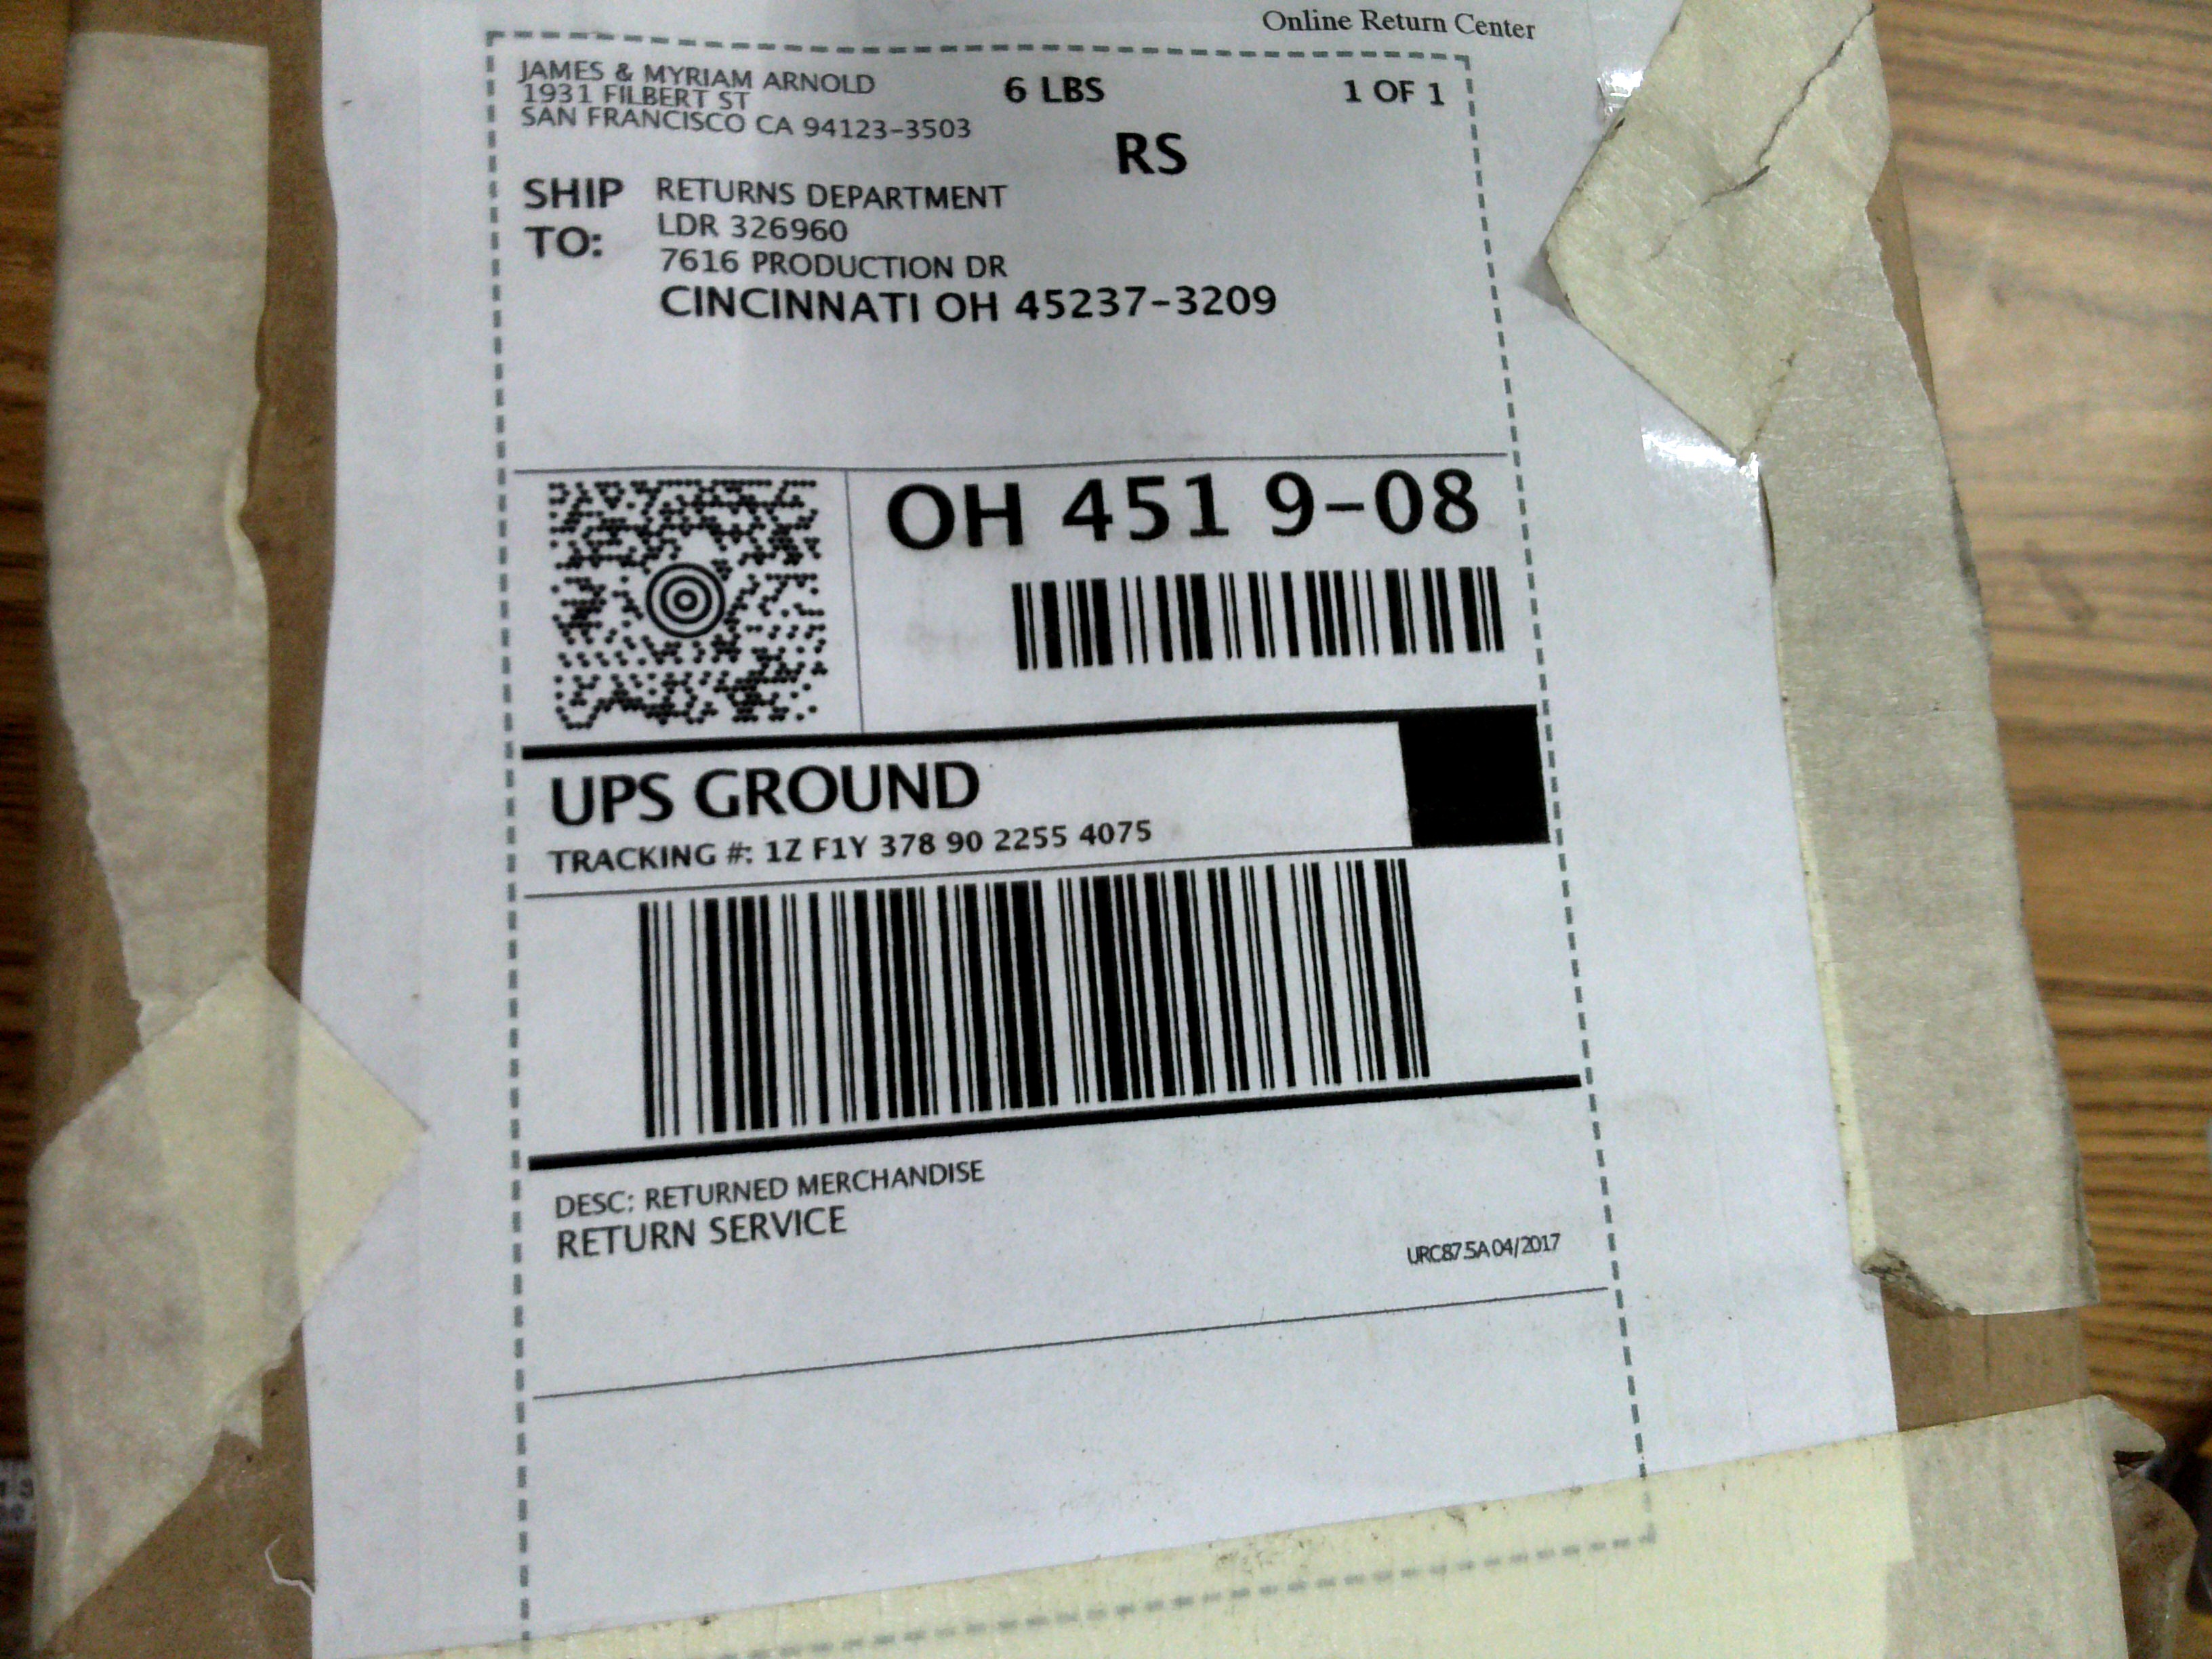 Online Return Center
JAMES & MYRIAM ARNOLD
1931 FILBERT ST
SAN FRANCISCO CA 94123-3503
6 LBS
1 OF 1
RS
SHIP TO:
RETURNS DEPARTMENT
LDR 326960
7616 PRODUCTION DR
CINCINNATI OH 45237-3209
OH 451 9-08
UPS GROUND
TRACKING #: 1Z F1Y 378 90 2255 4075
DESC: RETURNED MERCHANDISE
RETURN SERVICE
URC87.5A 04/2017